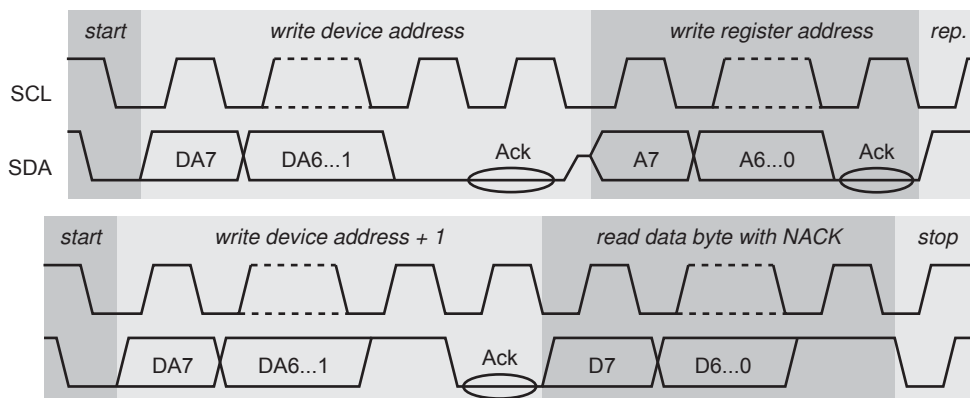 start write device address write register address rep.
SCL
SDA DA7 DA6...1 Ack A7 A6...0 Ack
start write device address + 1 read data byte with NACK stop
DA7 DA6...1 Ack D7 D6...0